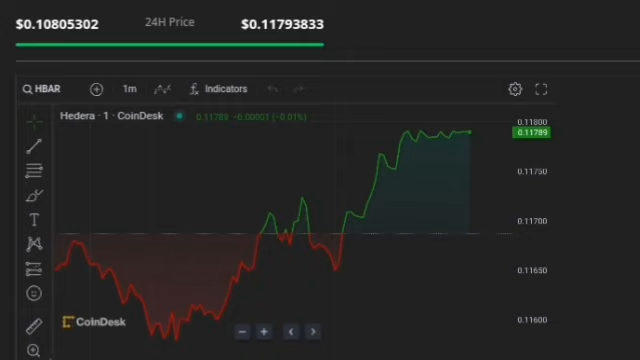 $0.10805302 24H Price $0.11793833
HBAR 1m Indicators
Hedera · 1 · CoinDesk 0.11789 −0.00001 (−0.01%)
0.11800
0.11789
0.11750
0.11700
0.11650
0.11600
CoinDesk